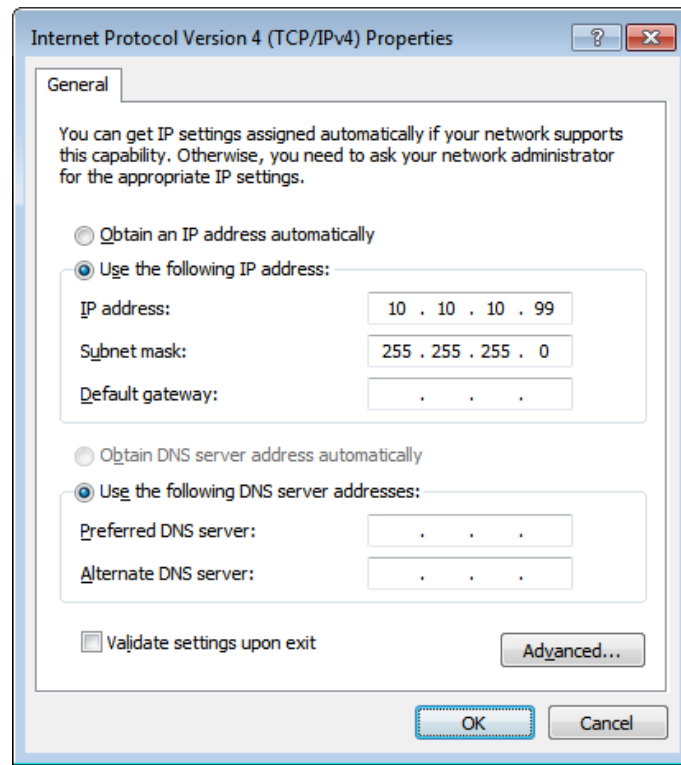 Internet Protocol Version 4 (TCP/IPv4) Properties
?
General
You can get IP settings assigned automatically if your network supports
this capability. Otherwise, you need to ask your network administrator
for the appropriate IP settings.
Obtain an IP address automatically
Use the following IP address:
IP address: 10 . 10 . 10 . 99
Subnet mask: 255 . 255 . 255 . 0
Default gateway: . . .
Obtain DNS server address automatically
Use the following DNS server addresses:
Preferred DNS server: . . .
Alternate DNS server: . . .
Validate settings upon exit
Advanced...
OK Cancel